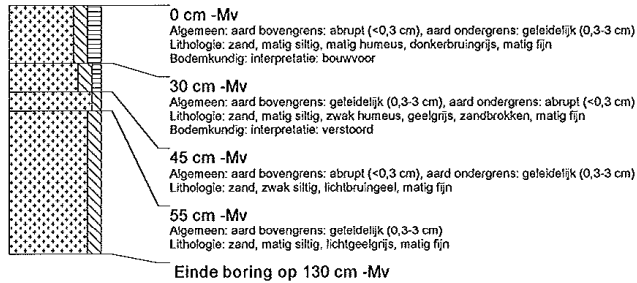 0 cm -Mv
Algemeen: aard bovengrens: abrupt (<0,3 cm), aard ondergrens: geleidelijk (0,3-3 cm)
Lithologie: zand, matig siltig, matig humeus, donkerbruingrijs, matig fijn
Bodemkundig: interpretatie: bouwvoor
30 cm -Mv
Algemeen: aard bovengrens: geleidelijk (0,3-3 cm), aard ondergrens: abrupt (<0,3 cm)
Lithologie: zand, matig siltig, zwak humeus, geelgrijs, zandbrokken, matig fijn
Bodemkundig: interpretatie: verstoord
45 cm -Mv
Algemeen: aard bovengrens: abrupt (<0,3 cm), aard ondergrens: geleidelijk (0,3-3 cm)
Lithologie: zand, zwak siltig, lichtbruingeel, matig fijn
55 cm -Mv
Algemeen: aard bovengrens: geleidelijk (0,3-3 cm)
Lithologie: zand, matig siltig, lichtgeelgrijs, matig fijn
Einde boring op 130 cm -Mv